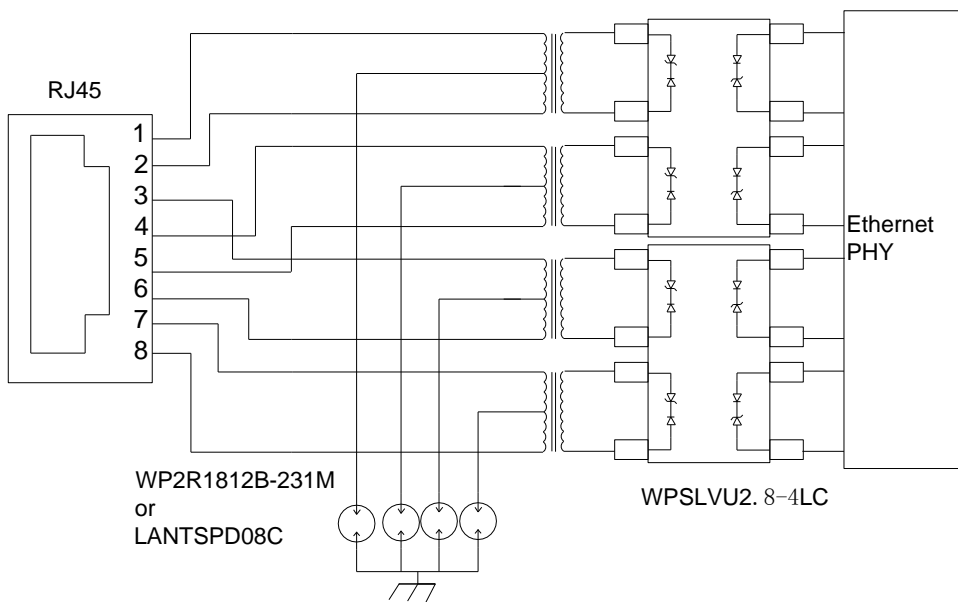 RJ45
1
2
3
4
5
6
7
8
Ethernet
PHY
WP2R1812B-231M
or
LANTSPD08C
WPSLVU2. 8-4LC